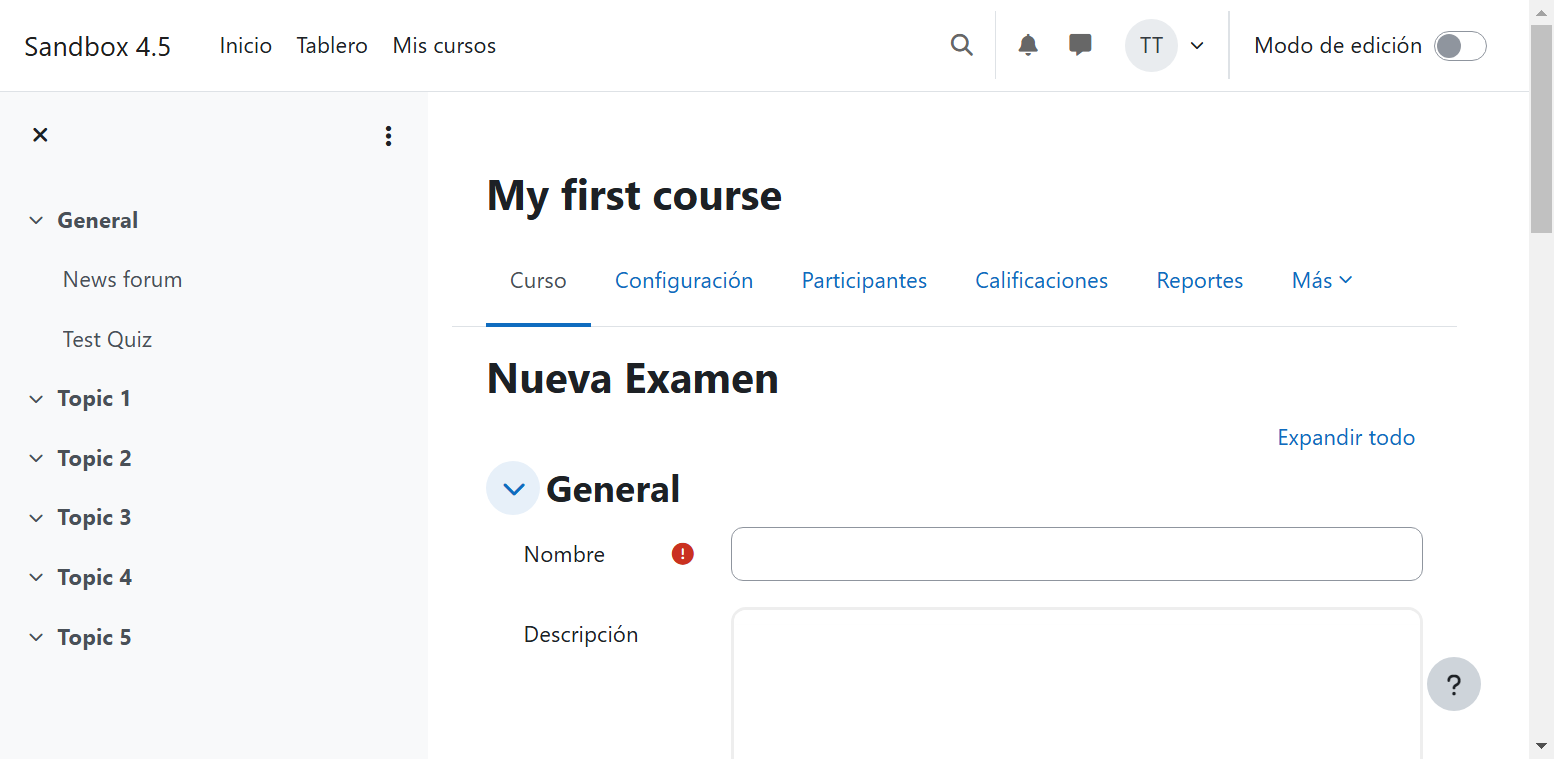 Sandbox 4.5 Inicio Tablero Mis cursos TT Modo de edición
General
News forum
Test Quiz
Topic 1
Topic 2
Topic 3
Topic 4
Topic 5
My first course
Curso Configuración Participantes Calificaciones Reportes Más
Nueva Examen
Expandir todo
General
Nombre
Descripción
?